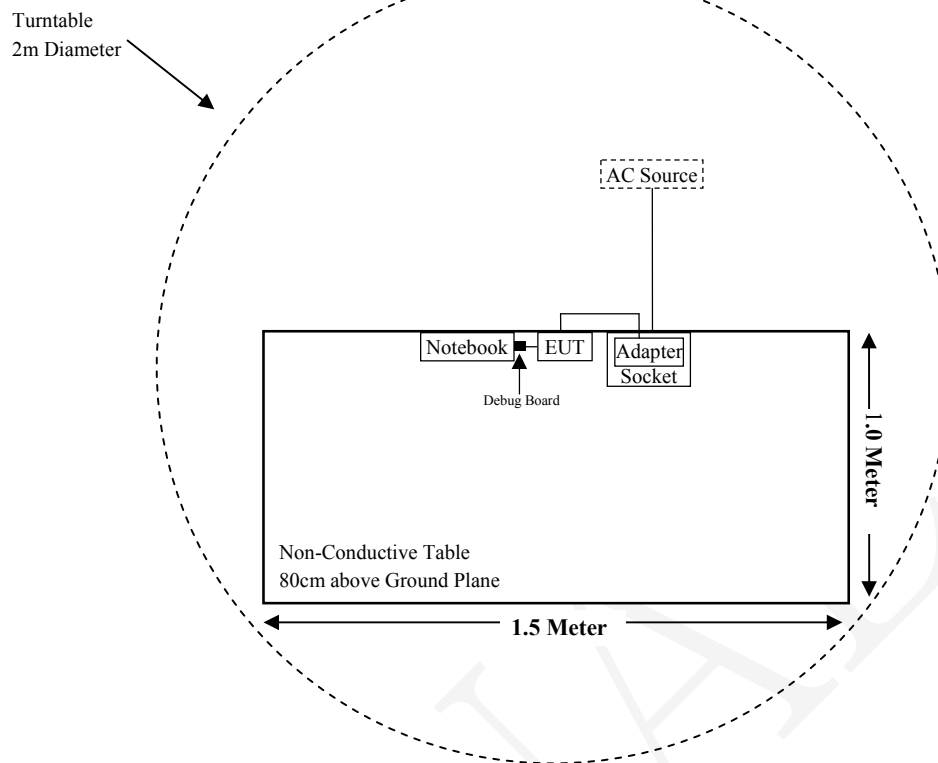 Turntable
2m Diameter
AC Source
Notebook
EUT
Adapter
Socket
Debug Board
1.0 Meter
Non-Conductive Table
80cm above Ground Plane
1.5 Meter